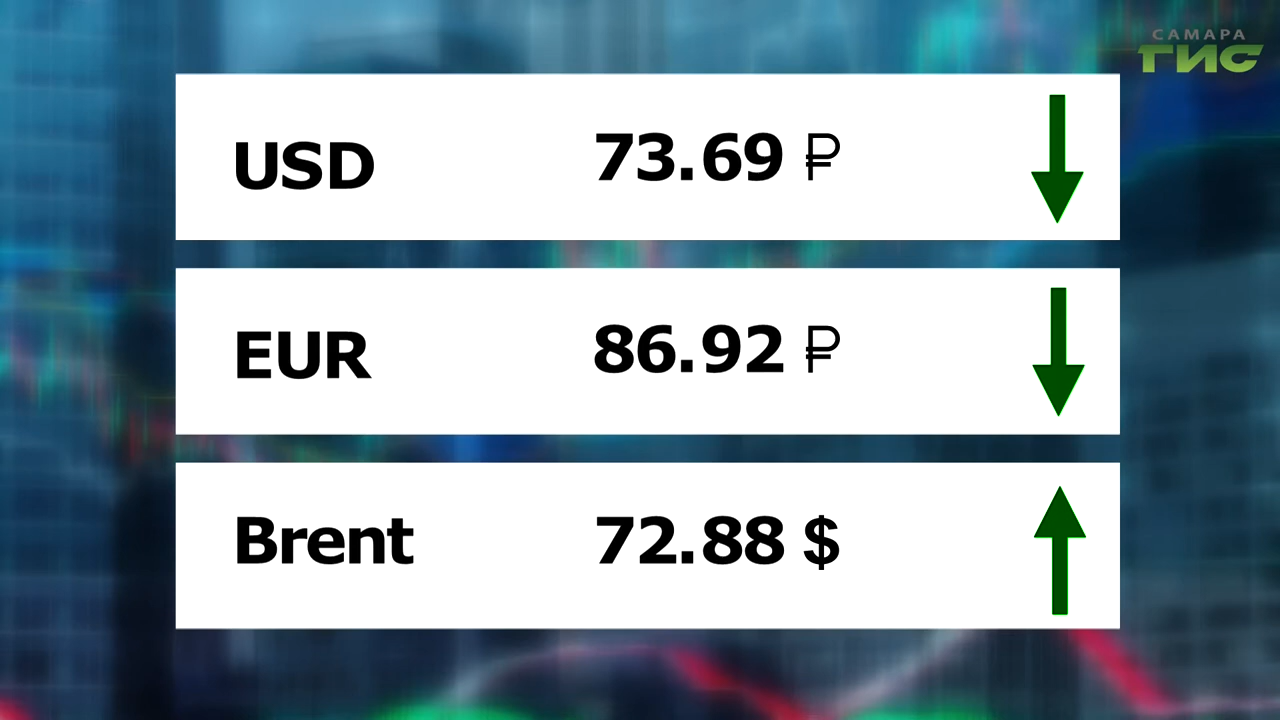 САМАРА
ГИС
USD 73.69 ₽
EUR 86.92 ₽
Brent 72.88 $